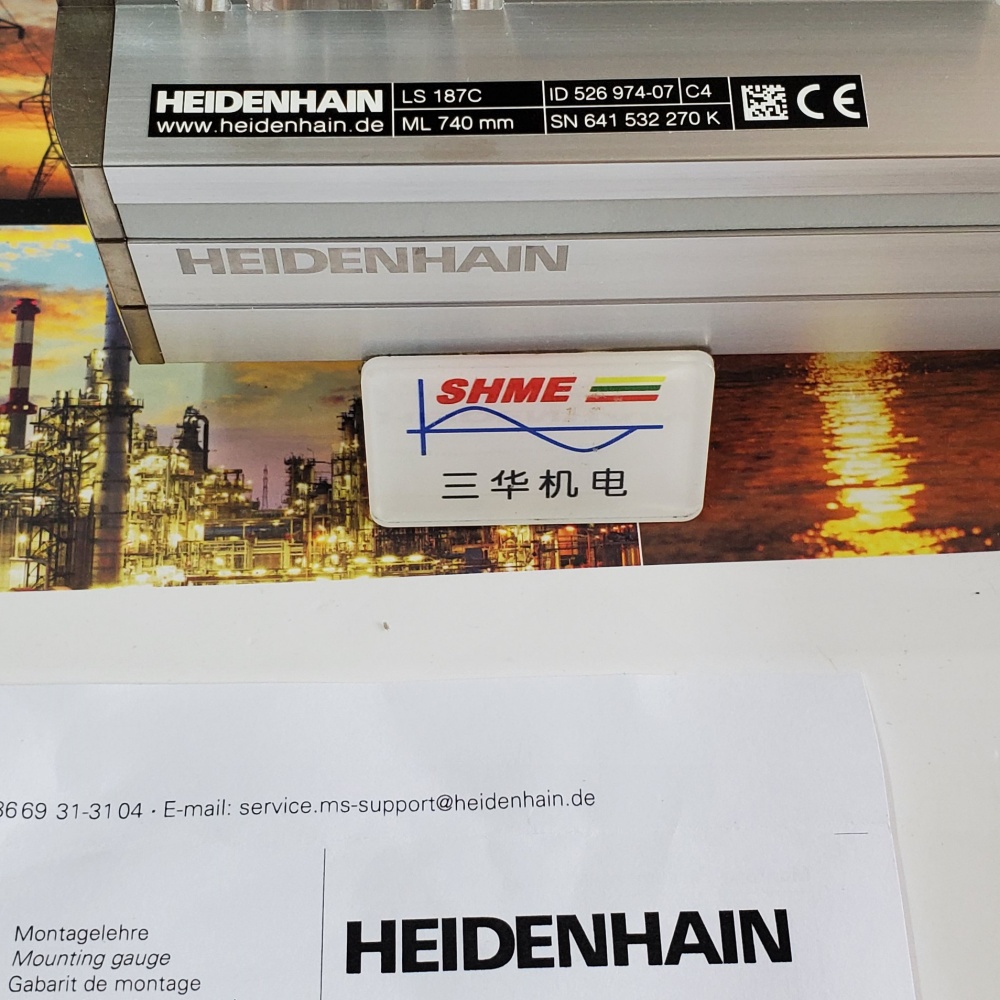 HEIDENHAIN
www.heidenhain.de
LS 187C
ML 740 mm
ID 526 974-07
C4
SN 641 532 270 K
CE
HEIDENHAIN
SHME
三华机电
3669 31-3104 · E-mail: service.ms-support@heidenhain.de
Montagelehre
Mounting gauge
Gabarit de montage
HEIDENHAIN